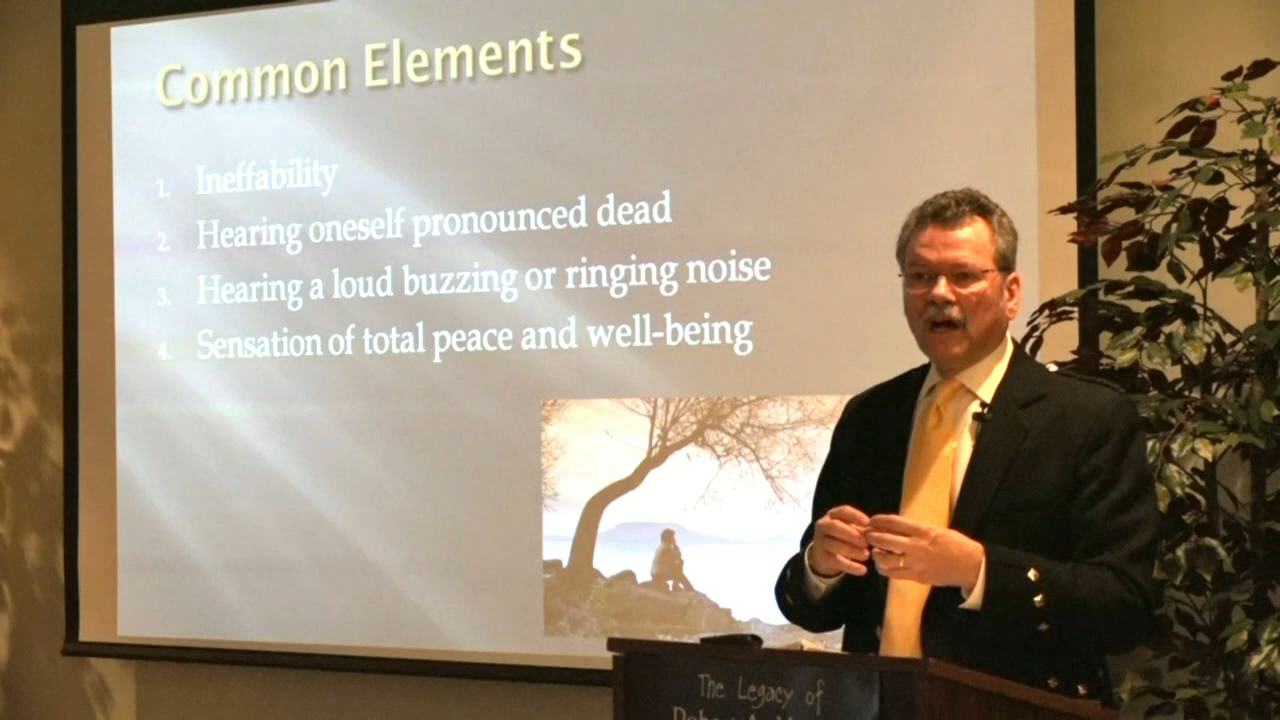 Common Elements
1. Ineffability
2. Hearing oneself pronounced dead
3. Hearing a loud buzzing or ringing noise
4. Sensation of total peace and well-being
The Legacy of